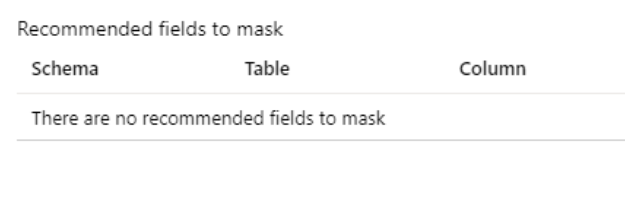 Recommended fields to mask
Schema Table Column
There are no recommended fields to mask